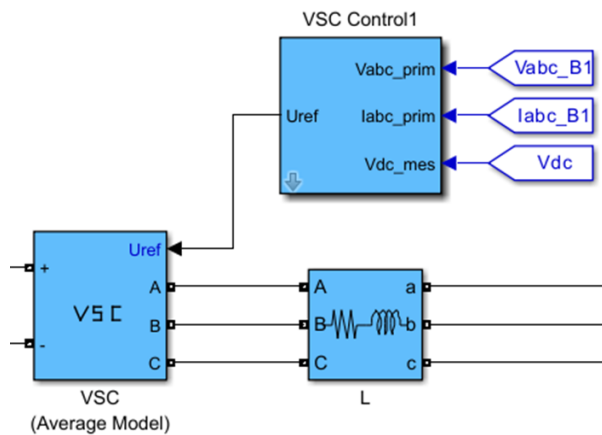 VSC Control1
Vabc_prim
Vabc_B1
Uref
Iabc_prim
Iabc_B1
Vdc_mes
Vdc
Uref
+
A
A
a
VSC
B
B
b
-
C
C
c
VSC
(Average Model)
L